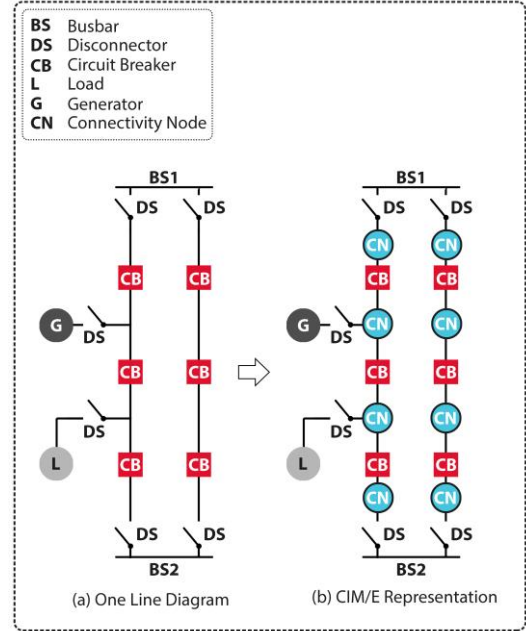 BS Busbar
DS Disconnector
CB Circuit Breaker
L Load
G Generator
CN Connectivity Node
BS1
DS DS
CB CB
G
DS
CB CB
DS
L
CB CB
DS DS
BS2
(a) One Line Diagram
BS1
DS DS
CN CN
CB CB
G CN CN
DS
CB CB
CN CN
DS
L CB CB
CN CN
DS DS
BS2
(b) CIM/E Representation